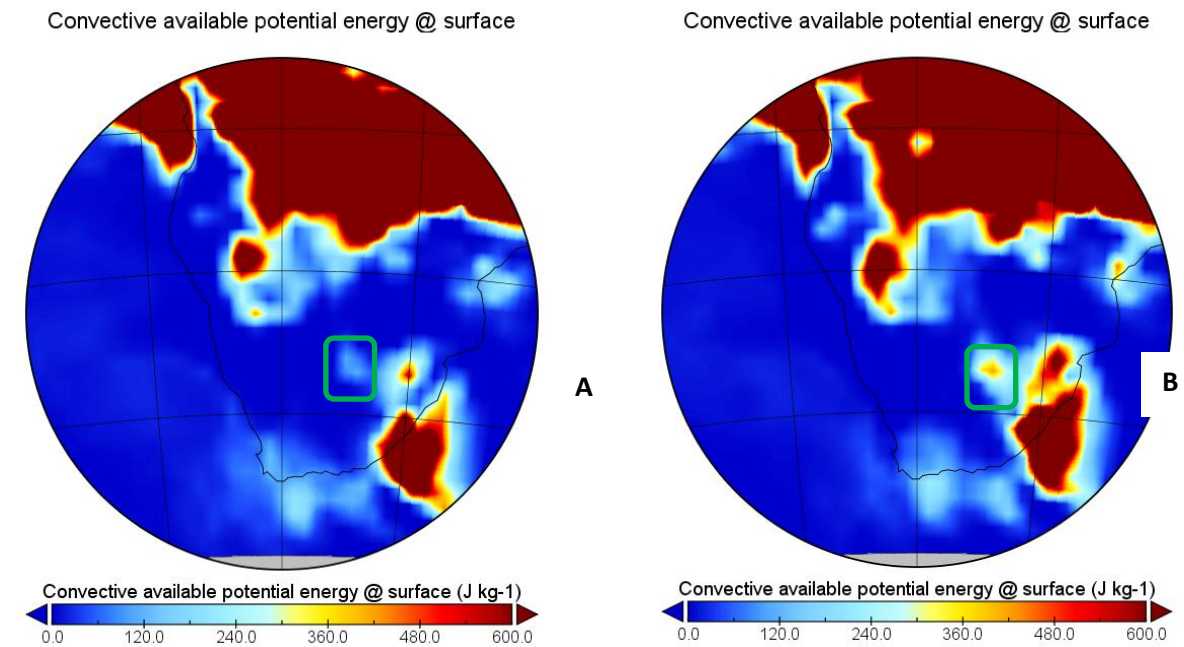 Convective available potential energy @ surface
Convective available potential energy @ surface
A
B
Convective available potential energy @ surface (J kg-1)
0.0 120.0 240.0 360.0 480.0 600.0
Convective available potential energy @ surface (J kg-1)
0.0 120.0 240.0 360.0 480.0 600.0